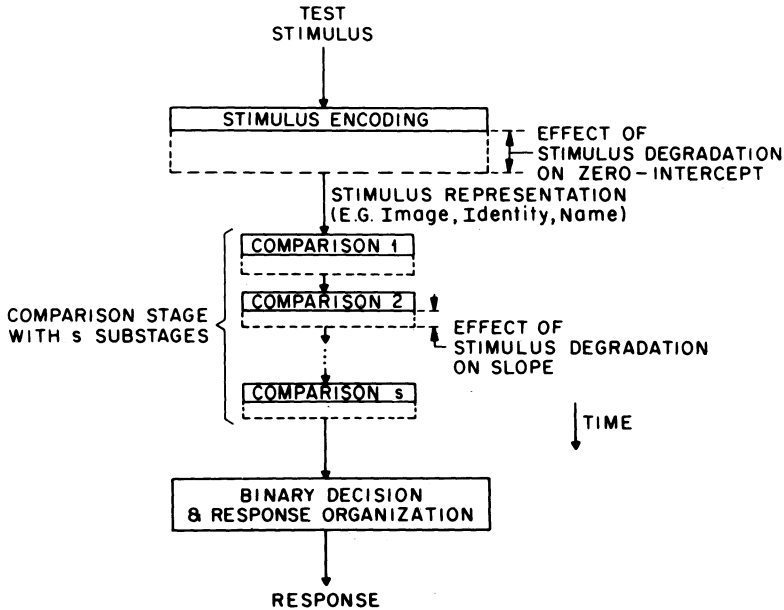 TEST
STIMULUS
STIMULUS ENCODING
EFFECT OF
STIMULUS DEGRADATION
ON ZERO-INTERCEPT
STIMULUS REPRESENTATION
(E.G. Image, Identity, Name)
COMPARISON 1
COMPARISON 2
COMPARISON STAGE
WITH s SUBSTAGES
EFFECT OF
STIMULUS DEGRADATION
ON SLOPE
COMPARISON s
TIME
BINARY DECISION
& RESPONSE ORGANIZATION
RESPONSE